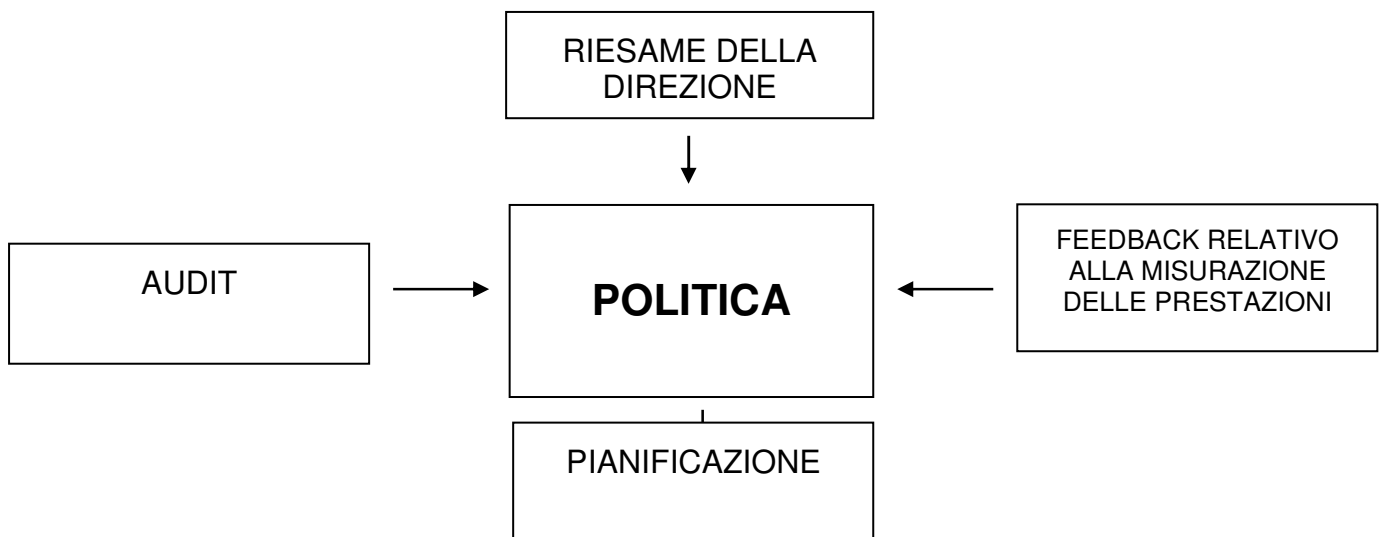 RIESAME DELLA
DIREZIONE
AUDIT
POLITICA
FEEDBACK RELATIVO
ALLA MISURAZIONE
DELLE PRESTAZIONI
PIANIFICAZIONE